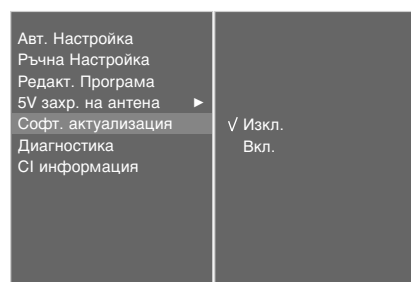 Авт. Настройка
Ръчна Настройка
Редакт. Програма
5V захр. на антена ►
Софт. актуализация
Диагностика
CI информация
√ Изкл.
Вкл.